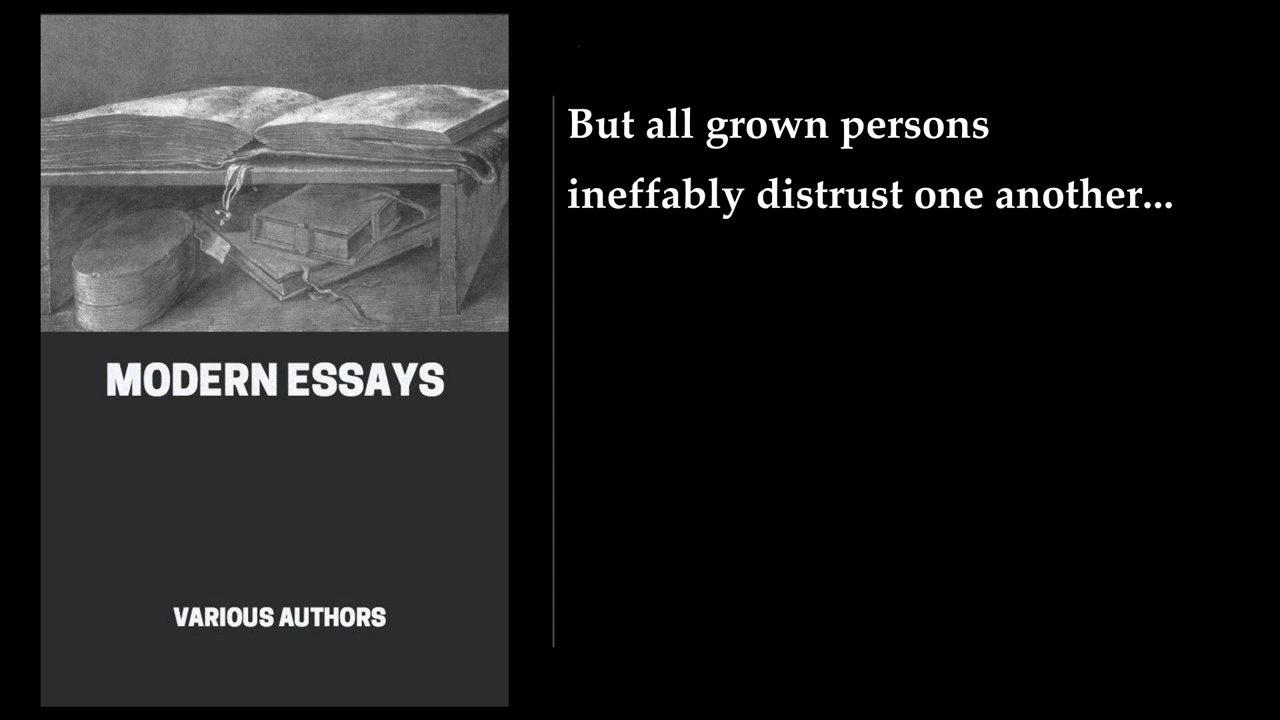 MODERN ESSAYS
VARIOUS AUTHORS
But all grown persons
ineffably distrust one another...